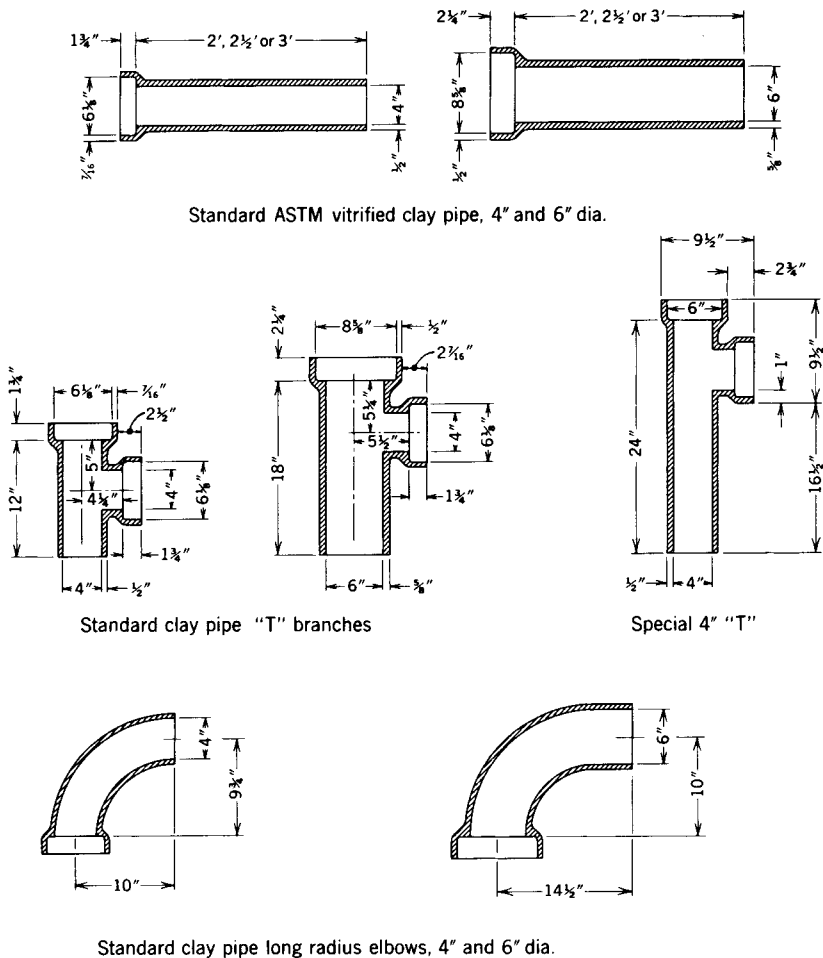 1¾″ 2′, 2½′ or 3′
6⅛″ 4″
7/16″ ½″
2¼″ 2′, 2½′ or 3′
8⅝″ 6″
½″ ⅝″
Standard ASTM vitrified clay pipe, 4″ and 6″ dia.
1¾″ 6⅛″ 7/16″
2½″
12″ 5″ 4¼″ 4″ 6⅛″
1¾″
4″ ½″
2¼″ 8⅝″ ½″
2 7/16″
18″ 5¼″ 5½″ 4″ 6⅛″
1¾″
6″ ⅝″
Standard clay pipe "T" branches
9½″
2¾″
6″
24″ 1″ 9½″
16½″
½″ 4″
Special 4″ "T"
4″
9¾″
10″
6″
10″
14½″
Standard clay pipe long radius elbows, 4″ and 6″ dia.